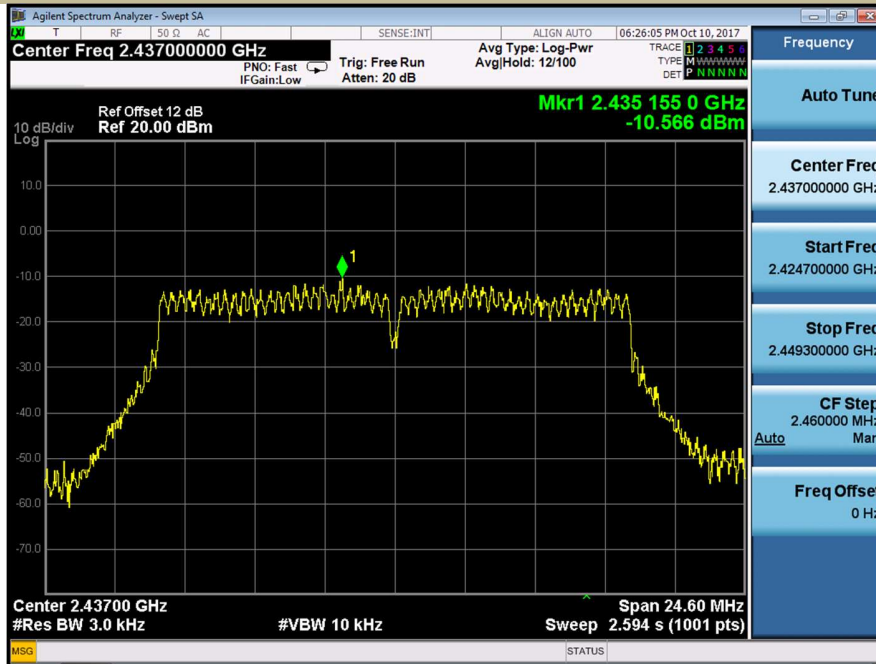 Agilent Spectrum Analyzer - Swept SA
LXI T RF 50 Ω AC SENSE:INT ALIGN AUTO 06:26:05 PM Oct 10, 2017
Center Freq 2.437000000 GHz
PNO: Fast
IFGain:Low
Trig: Free Run
Atten: 20 dB
Avg Type: Log-Pwr
Avg|Hold: 12/100
TRACE 1 2 3 4 5 6
TYPE M WWWWW
DET P N N N N N
Mkr1 2.435 155 0 GHz
-10.566 dBm
Ref Offset 12 dB
Ref 20.00 dBm
10 dB/div
Log
10.0
0.00
-10.0
-20.0
-30.0
-40.0
-50.0
-60.0
-70.0
1
Center 2.43700 GHz
Span 24.60 MHz
#Res BW 3.0 kHz
#VBW 10 kHz
Sweep 2.594 s (1001 pts)
MSG
STATUS
Frequency
Auto Tune
Center Freq
2.437000000 GHz
Start Freq
2.424700000 GHz
Stop Freq
2.449300000 GHz
CF Step
2.460000 MHz
Auto Man
Freq Offset
0 Hz